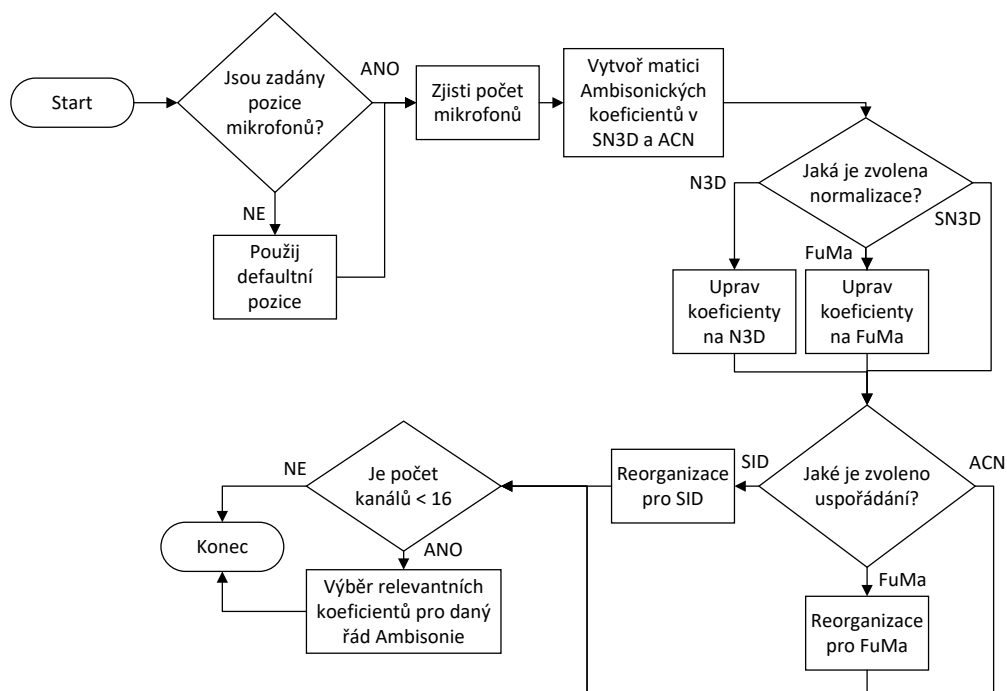 Start
Jsou zadány
pozice
mikrofonů?
ANO
NE
Použij
defaultní
pozice
Zjisti počet
mikrofonů
Vytvoř matici
Ambisonických
koeficientů v
SN3D a ACN
Jaká je zvolena
normalizace?
N3D
SN3D
FuMa
Uprav
koeficienty
na N3D
Uprav
koeficienty
na FuMa
Jaké je zvoleno
uspořádání?
SID
ACN
FuMa
Reorganizace
pro SID
Reorganizace
pro FuMa
Je počet
kanálů < 16
NE
ANO
Konec
Výběr relevantních
koeficientů pro daný
řád Ambisonie